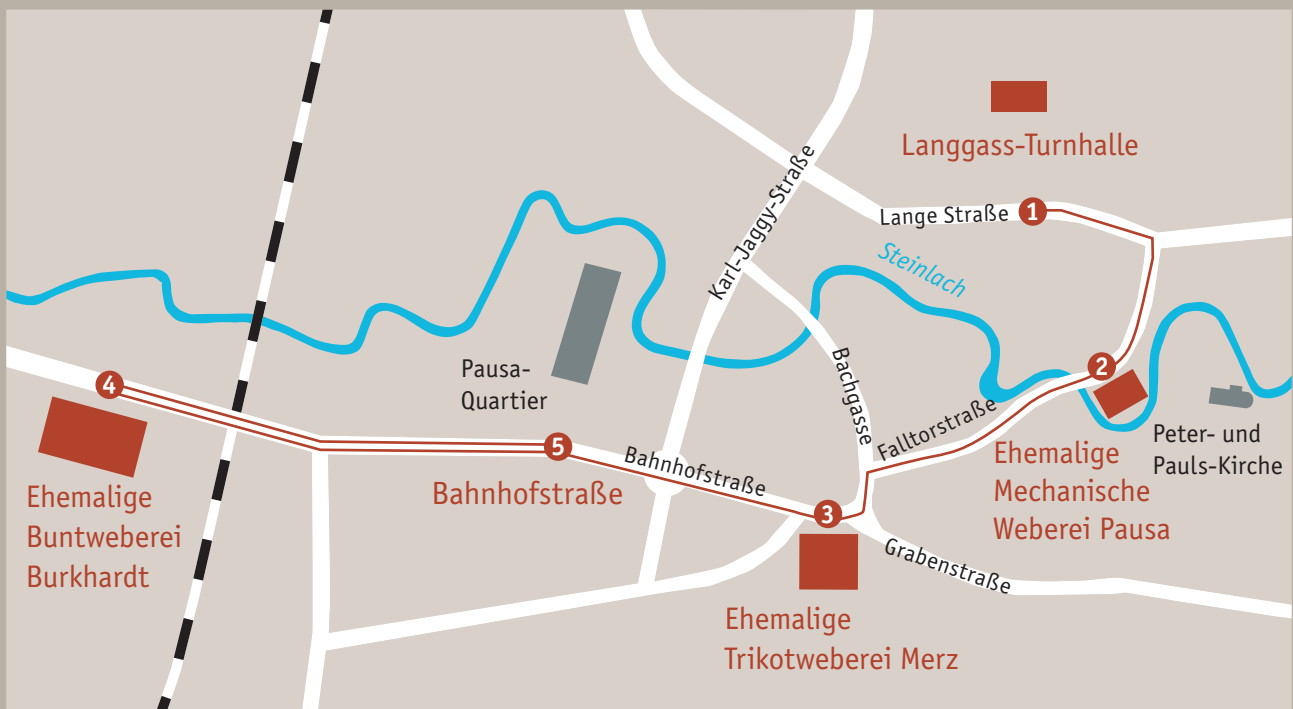 Langgass-Turnhalle
Karl-Jaggy-Straße
Lange Straße
1
Steinlach
Bachgasse
2
Pausa-
Quartier
4
Falltorstraße
5
Bahnhofstraße
Bahnhofstraße
Peter- und
Pauls-Kirche
Ehemalige
Mechanische
Weberei Pausa
Ehemalige
Buntweberei
Burkhardt
3
Grabenstraße
Ehemalige
Trikotweberei Merz